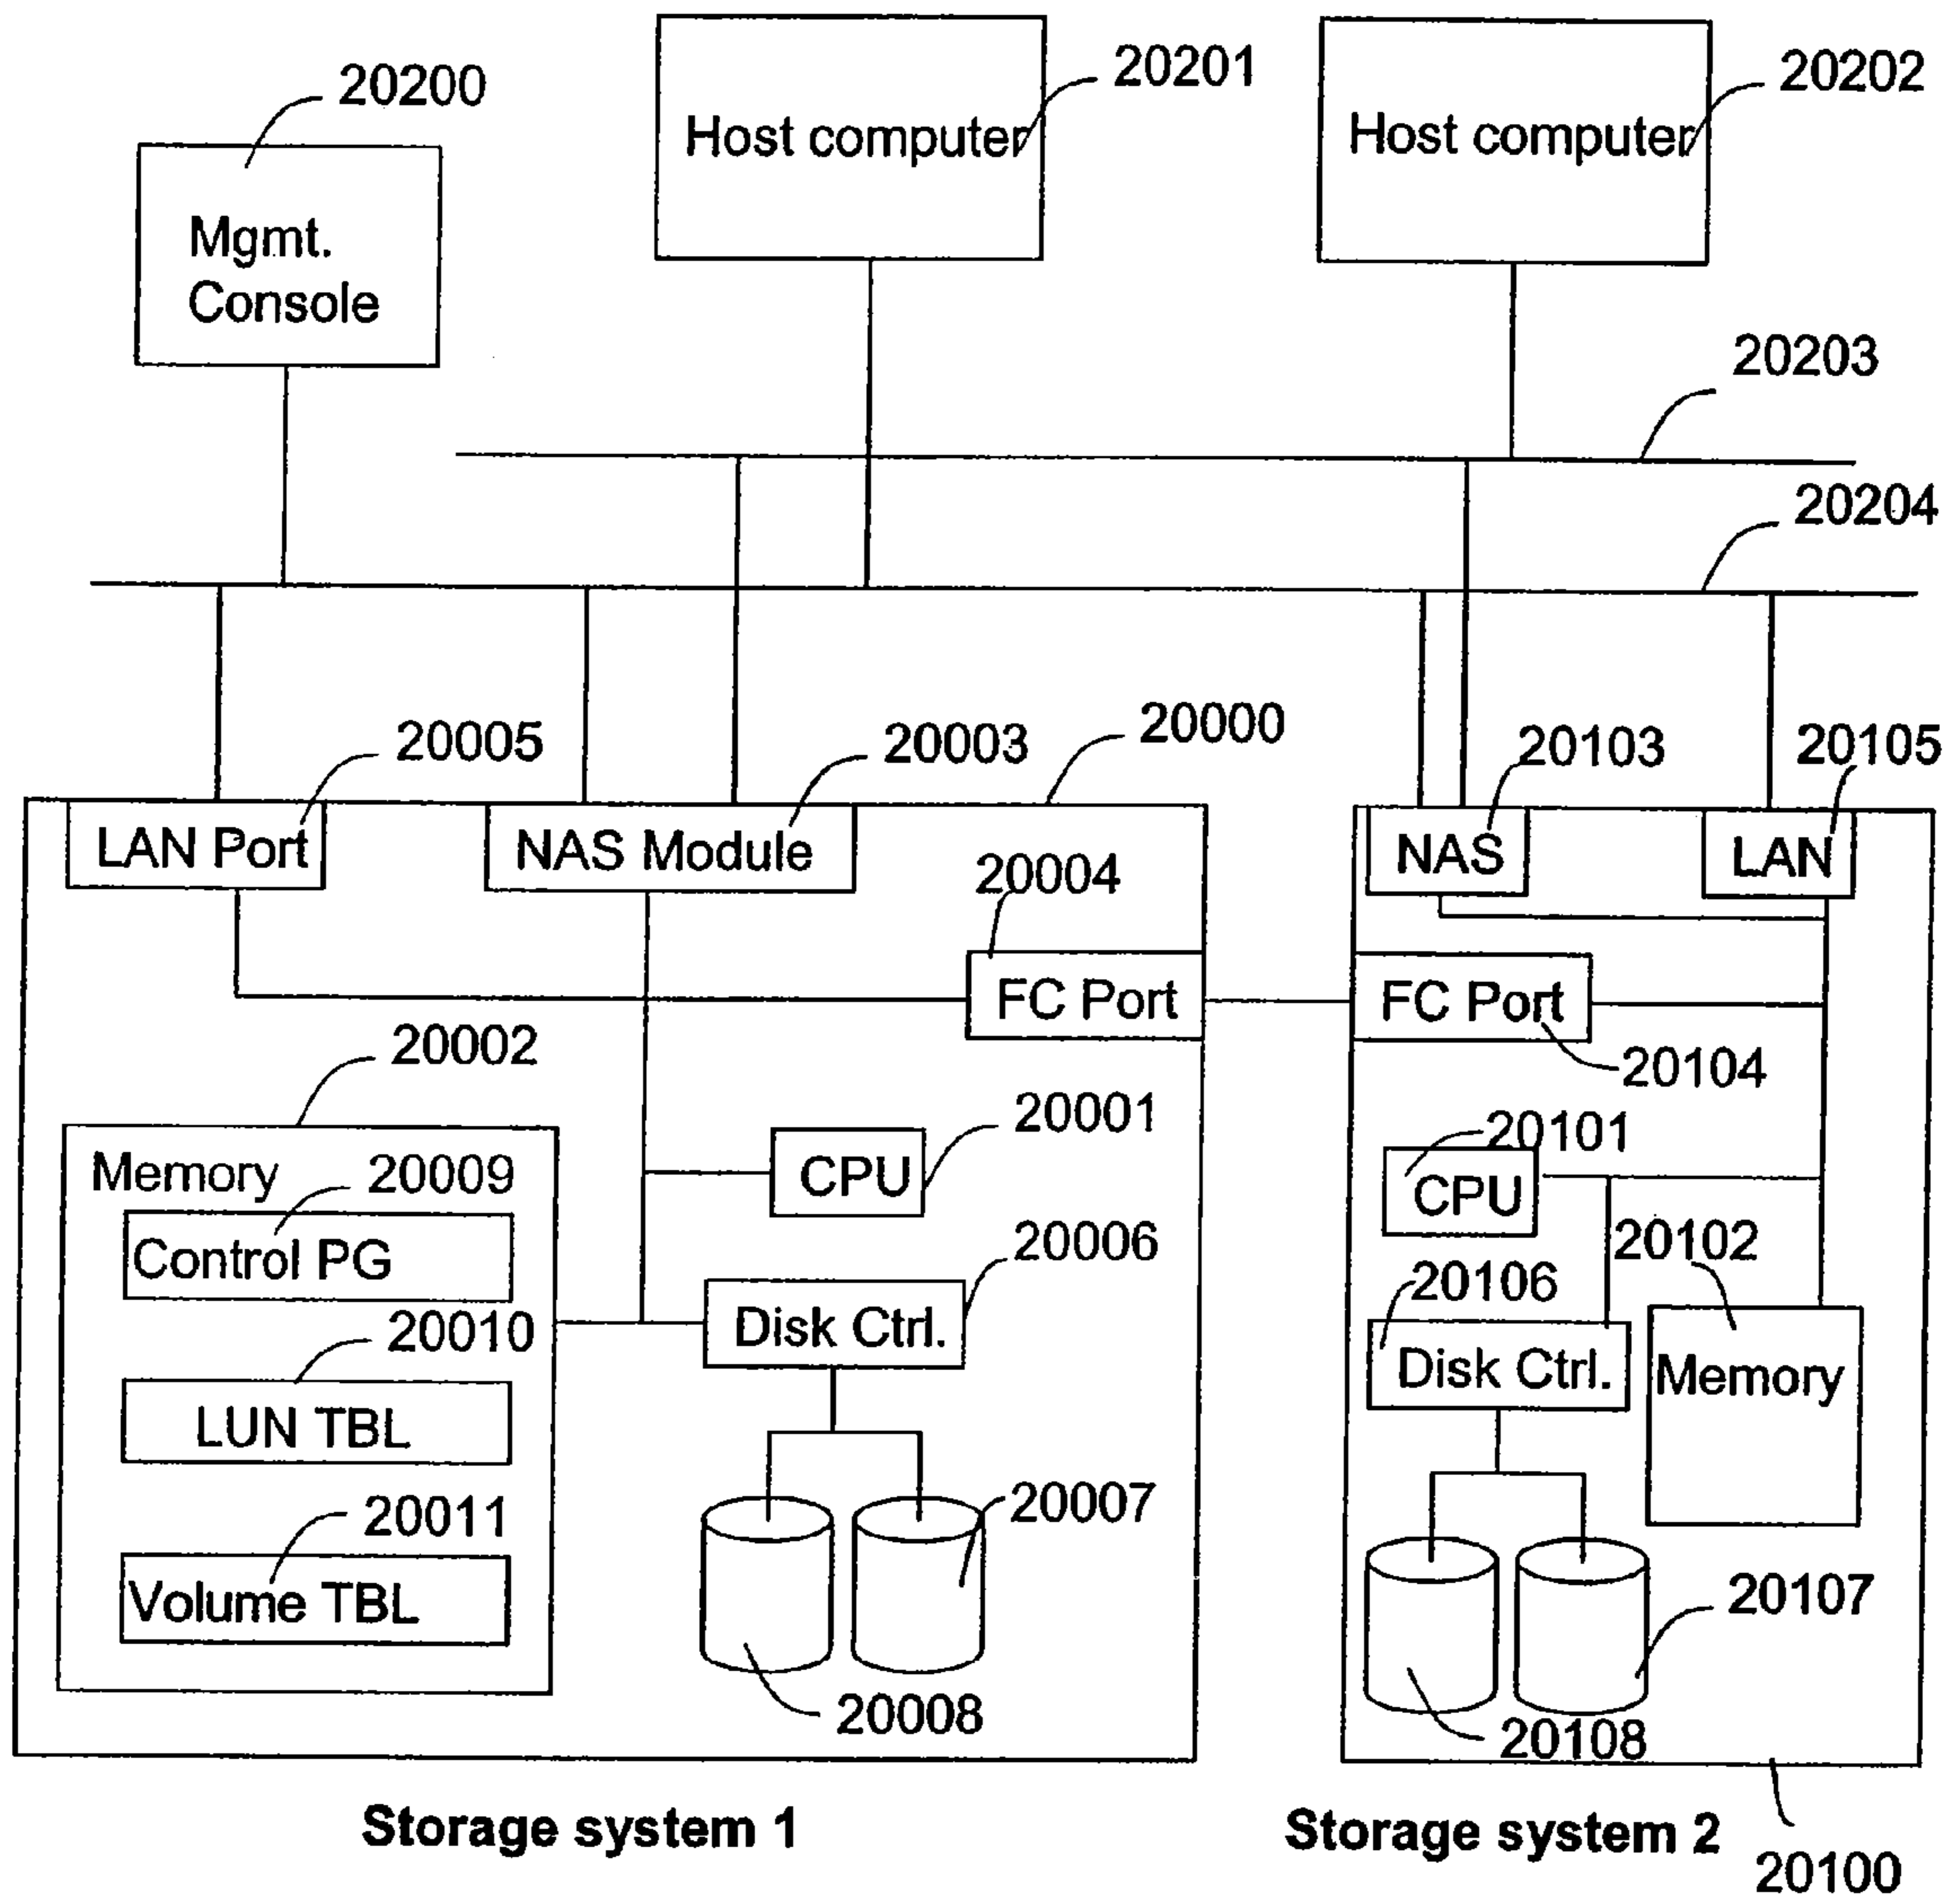 20200
20201
20202
Host computer
Host computer
Mgmt.
Console
20203
20204
20005
20003
20000
20103
20105
LAN Port
NAS Module
20004
NAS
LAN
FC Port
FC Port
20104
20002
20001
20101
Memory
20009
CPU
CPU
Control PG
20006
20102
20106
20010
Disk Ctrl.
Disk Ctrl.
Memory
LUN TBL
20011
20007
Volume TBL
20107
20008
20108
Storage system 1
Storage system 2
20100